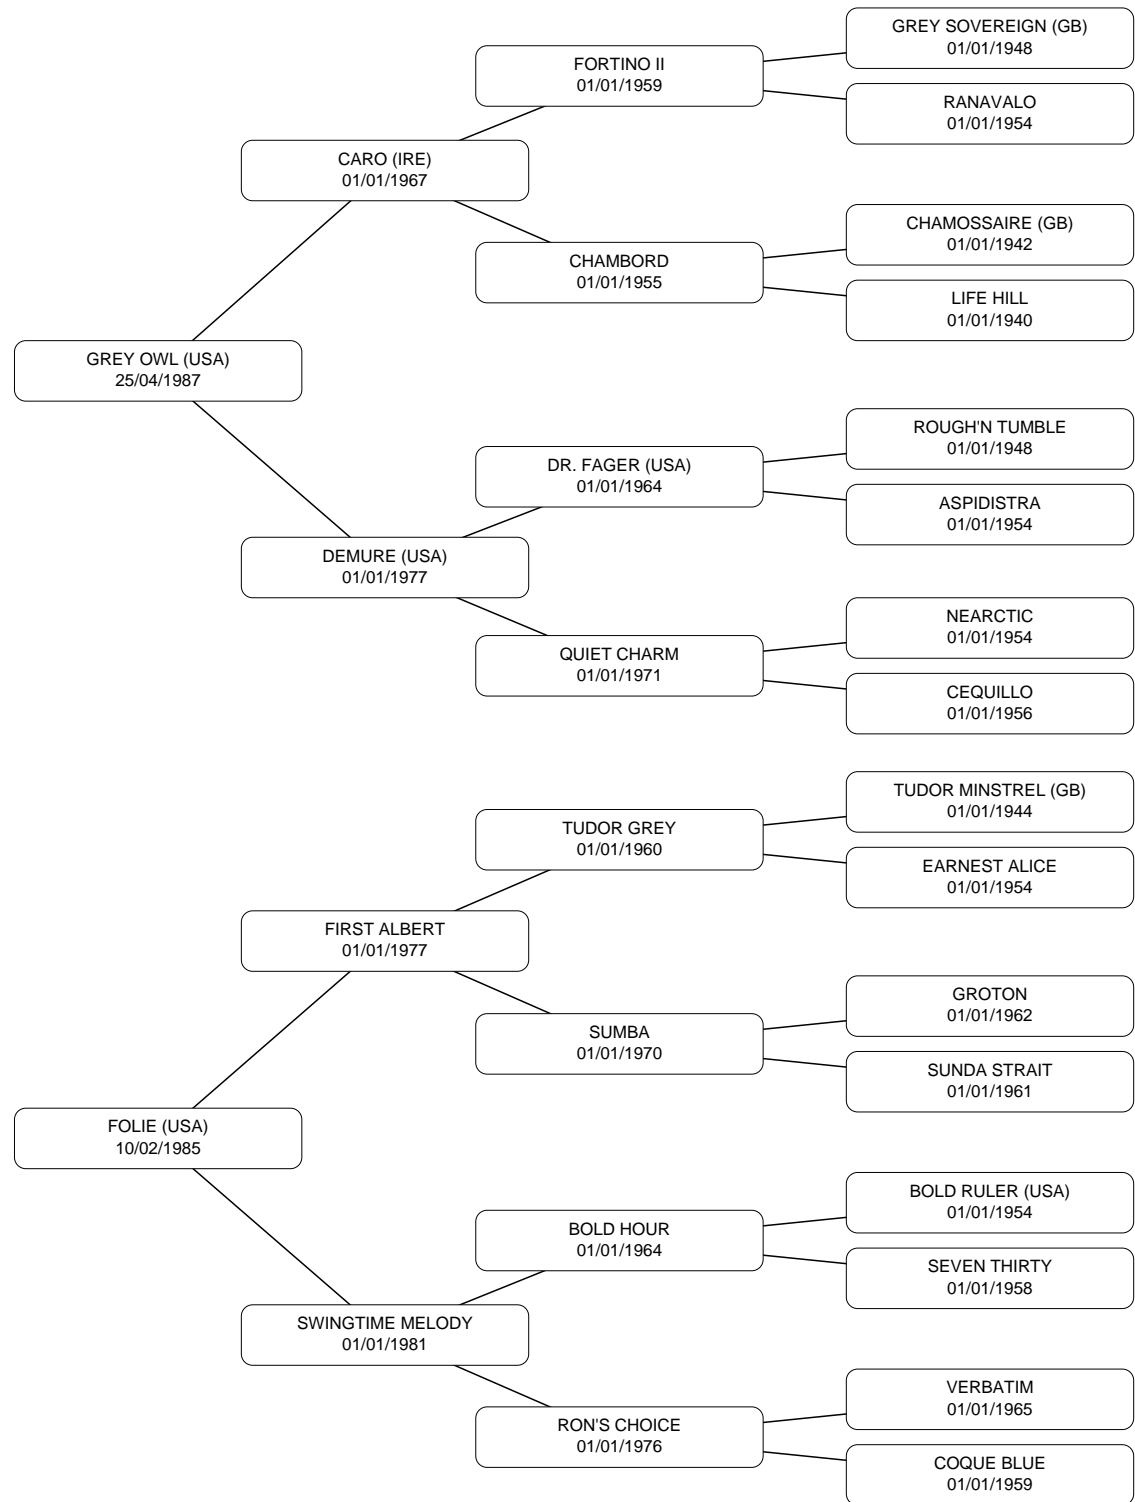 GREY SOVEREIGN (GB)
01/01/1948
FORTINO II
01/01/1959
RANAVALO
01/01/1954
CARO (IRE)
01/01/1967
CHAMOSSAIRE (GB)
01/01/1942
CHAMBORD
01/01/1955
LIFE HILL
01/01/1940
GREY OWL (USA)
25/04/1987
ROUGH'N TUMBLE
01/01/1948
DR. FAGER (USA)
01/01/1964
ASPIDISTRA
01/01/1954
DEMURE (USA)
01/01/1977
NEARCTIC
01/01/1954
QUIET CHARM
01/01/1971
CEQUILLO
01/01/1956
TUDOR MINSTREL (GB)
01/01/1944
TUDOR GREY
01/01/1960
EARNEST ALICE
01/01/1954
FIRST ALBERT
01/01/1977
GROTON
01/01/1962
SUMBA
01/01/1970
SUNDA STRAIT
01/01/1961
FOLIE (USA)
10/02/1985
BOLD RULER (USA)
01/01/1954
BOLD HOUR
01/01/1964
SEVEN THIRTY
01/01/1958
SWINGTIME MELODY
01/01/1981
VERBATIM
01/01/1965
RON'S CHOICE
01/01/1976
COQUE BLUE
01/01/1959